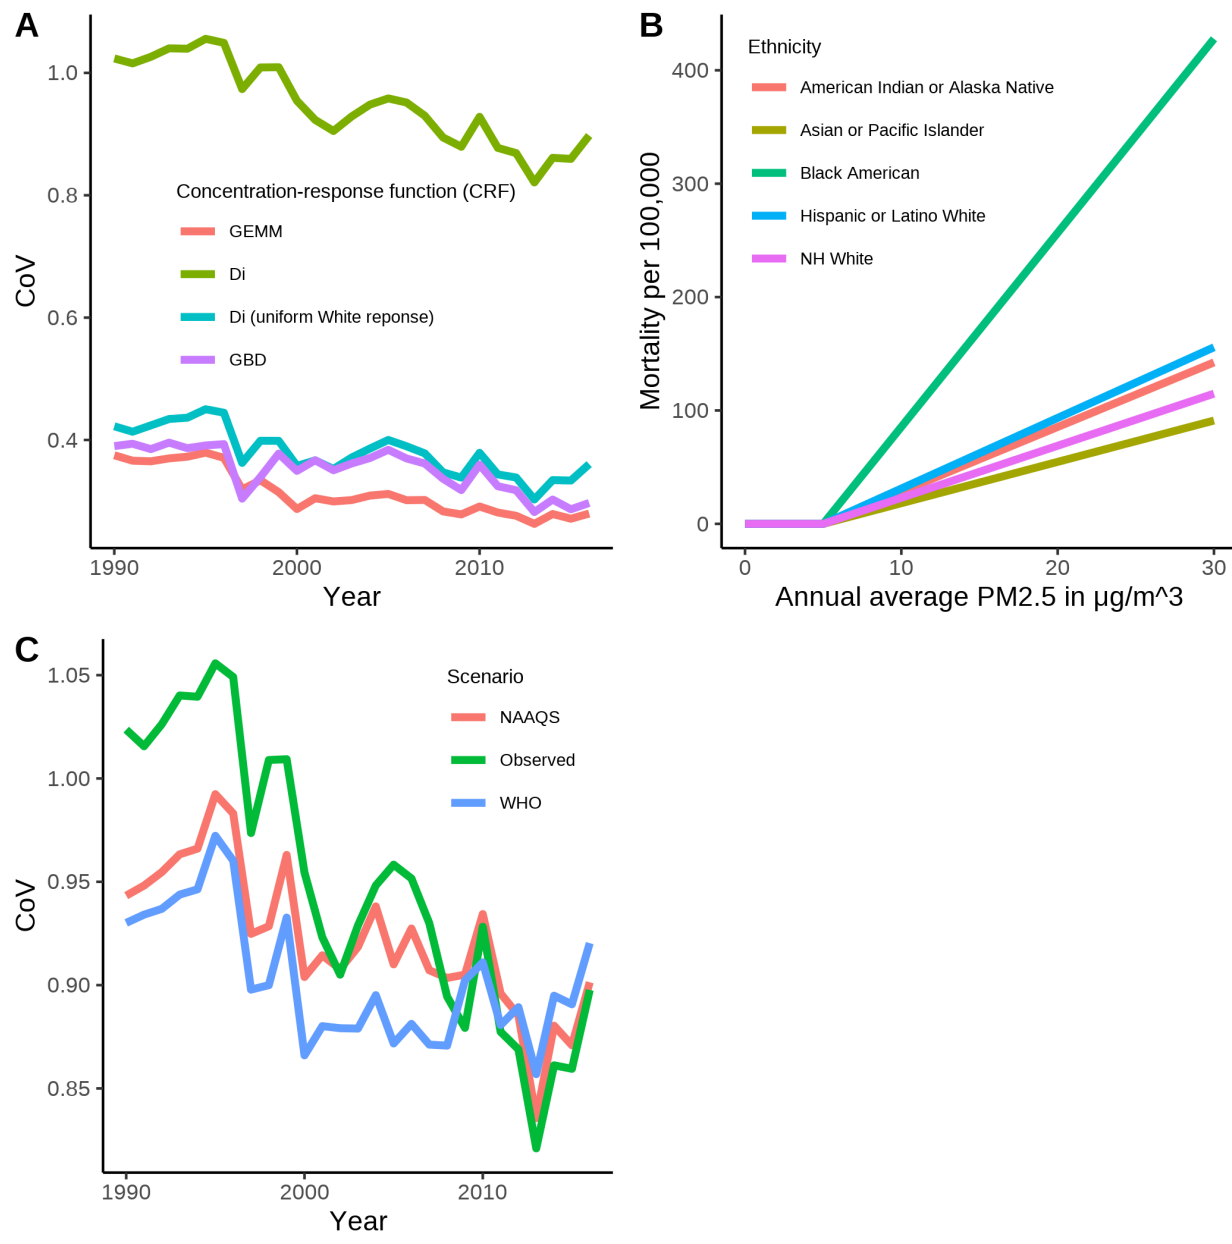 A
1.0
0.8
0.6
0.4
CoV
Concentration-response function (CRF)
GEMM
Di
Di (uniform White reponse)
GBD
1990
2000
2010
Year
B
400
300
200
100
0
Mortality per 100,000
Ethnicity
American Indian or Alaska Native
Asian or Pacific Islander
Black American
Hispanic or Latino White
NH White
0
10
20
30
Annual average PM2.5 in μg/m^3
C
1.05
1.00
0.95
0.90
0.85
CoV
Scenario
NAAQS
Observed
WHO
1990
2000
2010
Year